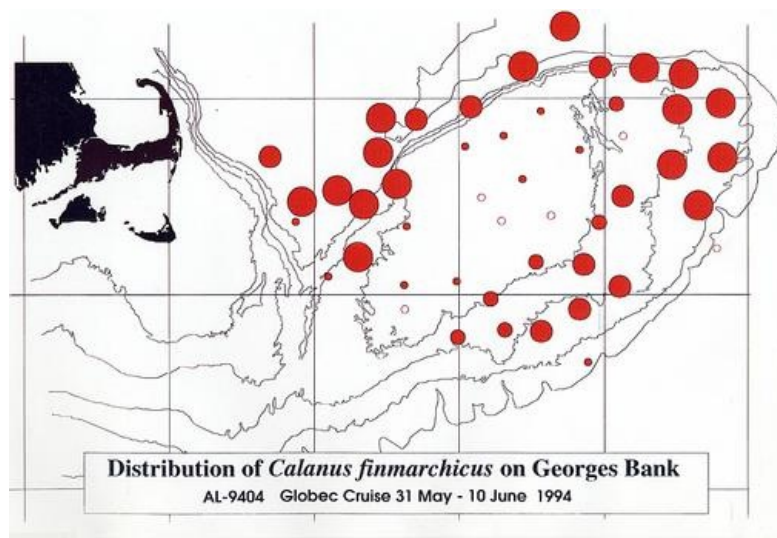 Distribution of Calanus finmarchicus on Georges Bank
AL-9404 Globec Cruise 31 May - 10 June 1994